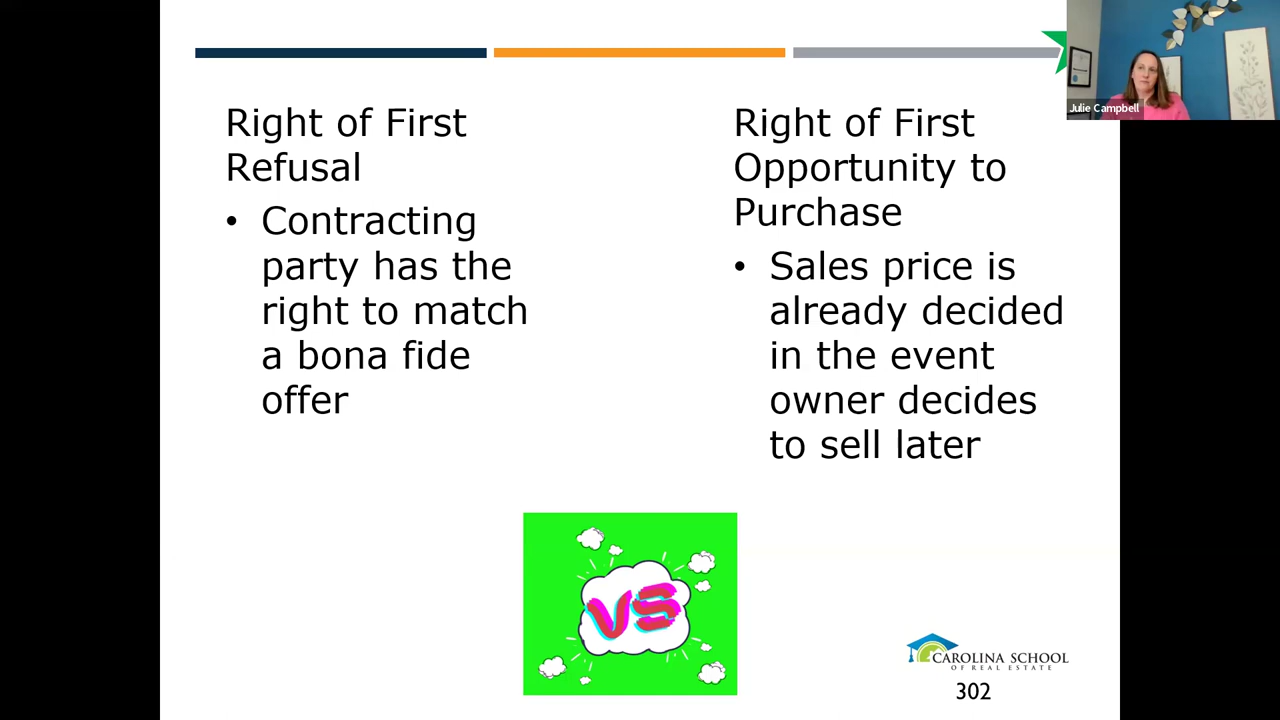 Right of First
Refusal
• Contracting
party has the
right to match
a bona fide
offer
Right of First
Opportunity to
Purchase
• Sales price is
already decided
in the event
owner decides
to sell later
VS
Julie Campbell
CAROLINA SCHOOL
OF REAL ESTATE
302